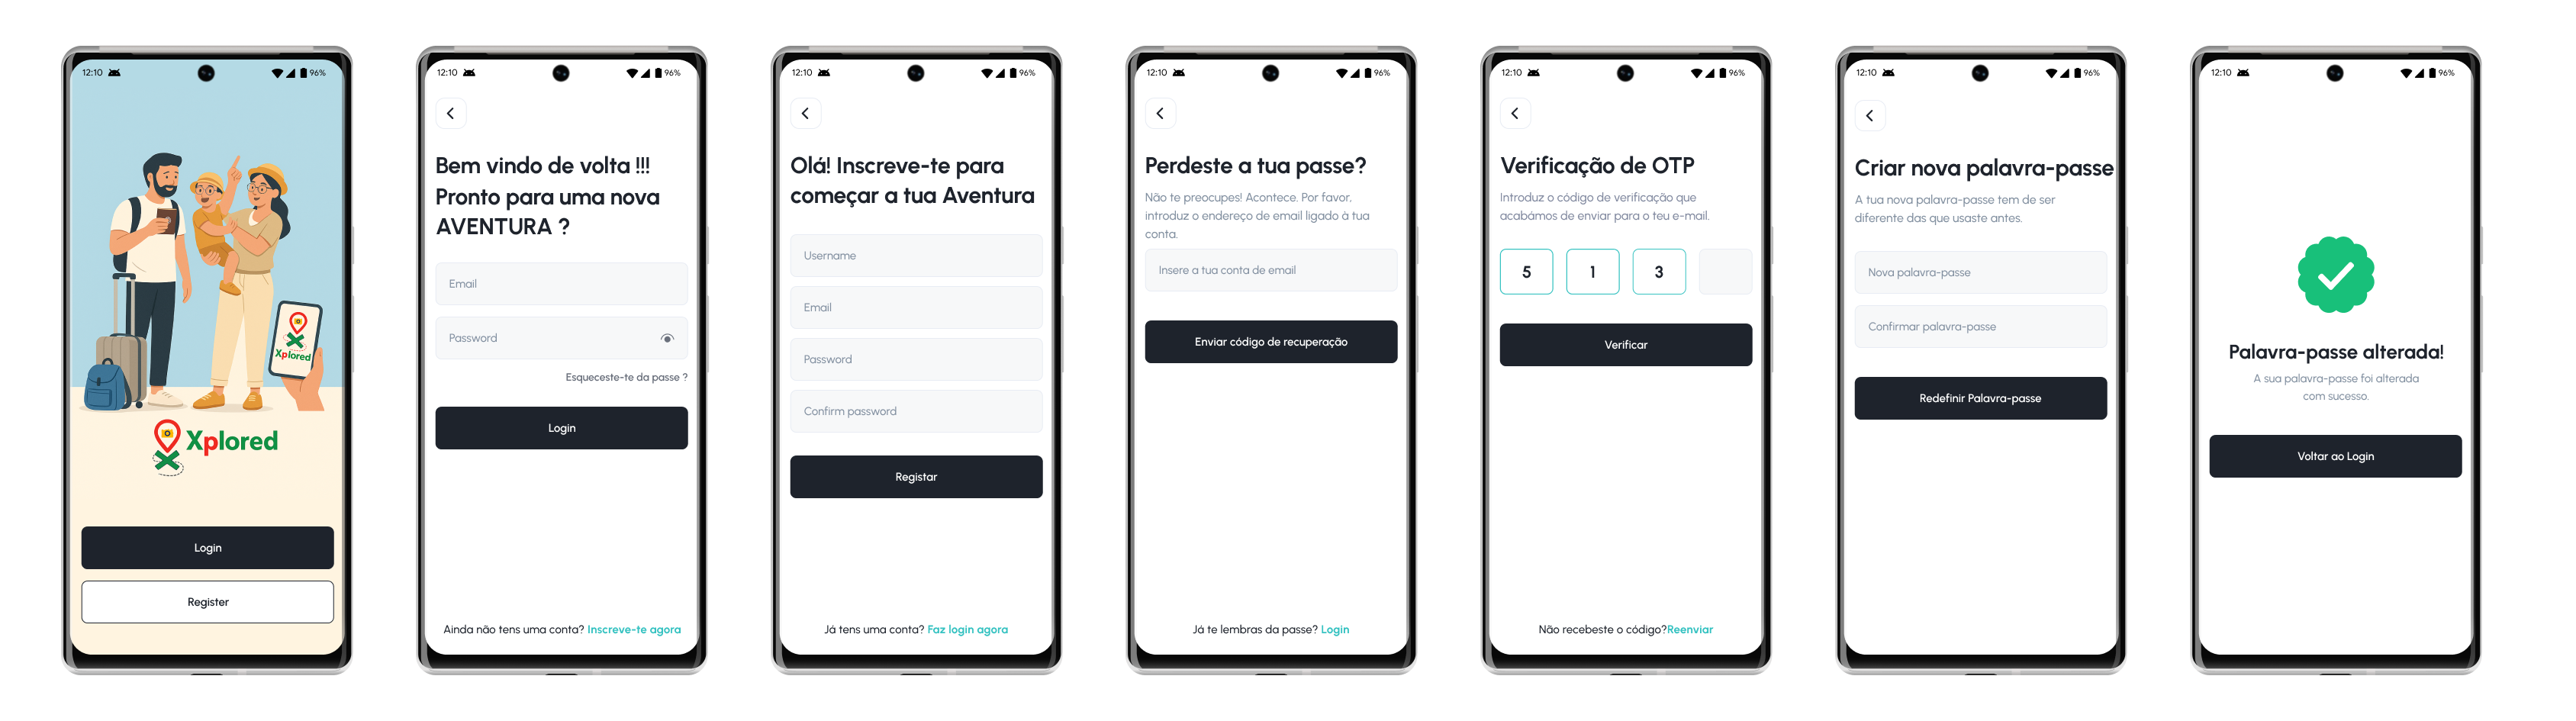 12:10
96%
Xplored
Xplored
Login
Register
12:10
96%
Bem vindo de volta !!!
Pronto para uma nova
AVENTURA ?
Email
Password
Esqueceste-te da passe ?
Login
Ainda não tens uma conta? Inscreve-te agora
12:10
96%
Olá! Inscreve-te para
começar a tua Aventura
Username
Email
Password
Confirm password
Registar
Já tens uma conta? Faz login agora
12:10
96%
Perdeste a tua passe?
Não te preocupes! Acontece. Por favor,
introduz o endereço de email ligado à tua
conta.
Insere a tua conta de email
Enviar código de recuperação
Já te lembras da passe? Login
12:10
96%
Verificação de OTP
Introduz o código de verificação que
acabámos de enviar para o teu e-mail.
5 1 3
Verificar
Não recebeste o código?Reenviar
12:10
96%
Criar nova palavra-passe
A tua nova palavra-passe tem de ser
diferente das que usaste antes.
Nova palavra-passe
Confirmar palavra-passe
Redefinir Palavra-passe
12:10
96%
Palavra-passe alterada!
A sua palavra-passe foi alterada
com sucesso.
Voltar ao Login